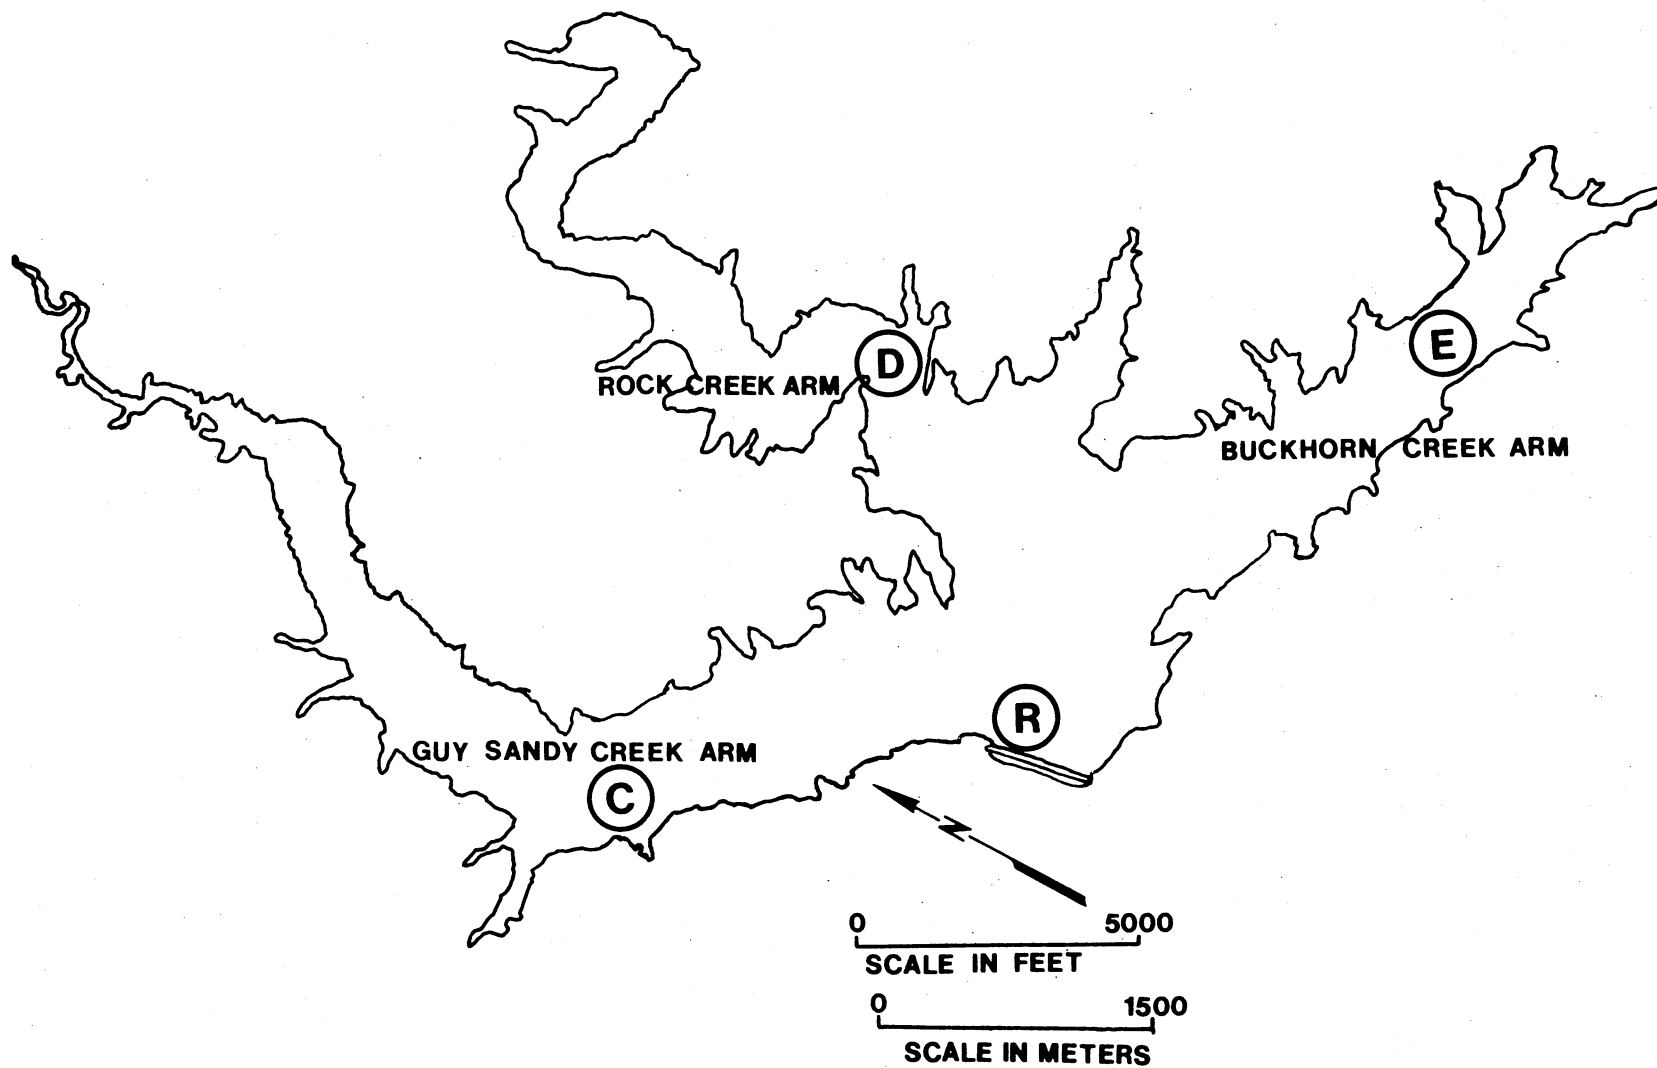 D
E
ROCK CREEK ARM
BUCKHORN CREEK ARM
R
GUY SANDY CREEK ARM
C
N
0 5000
SCALE IN FEET
0 1500
SCALE IN METERS